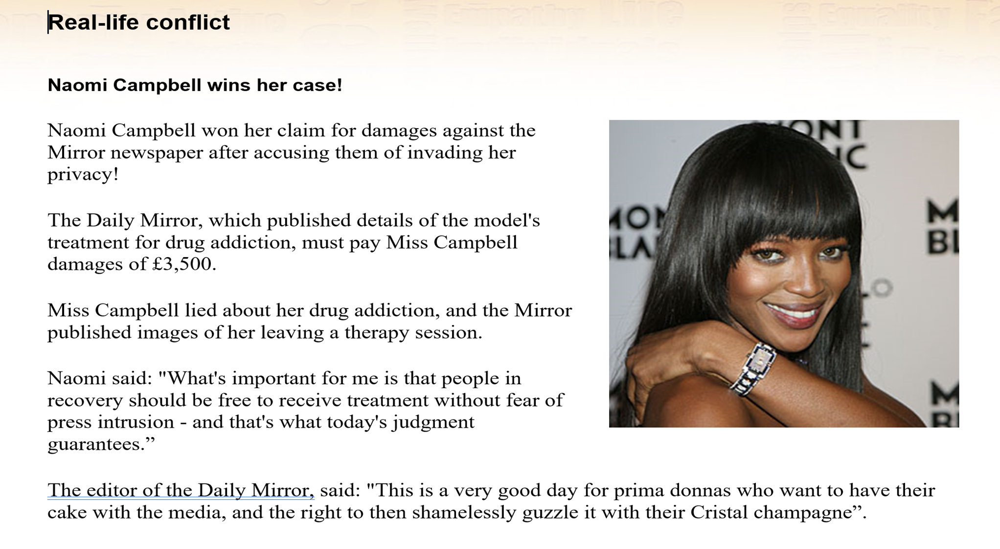 Real-life conflict
Naomi Campbell wins her case!
Naomi Campbell won her claim for damages against the
Mirror newspaper after accusing them of invading her
privacy!
The Daily Mirror, which published details of the model's
treatment for drug addiction, must pay Miss Campbell
damages of £3,500.
Miss Campbell lied about her drug addiction, and the Mirror
published images of her leaving a therapy session.
Naomi said: "What's important for me is that people in
recovery should be free to receive treatment without fear of
press intrusion - and that's what today's judgment
guarantees.”
The editor of the Daily Mirror, said: "This is a very good day for prima donnas who want to have their
cake with the media, and the right to then shamelessly guzzle it with their Cristal champagne”.
ONT
NC
MON
BLA
M
BL
M